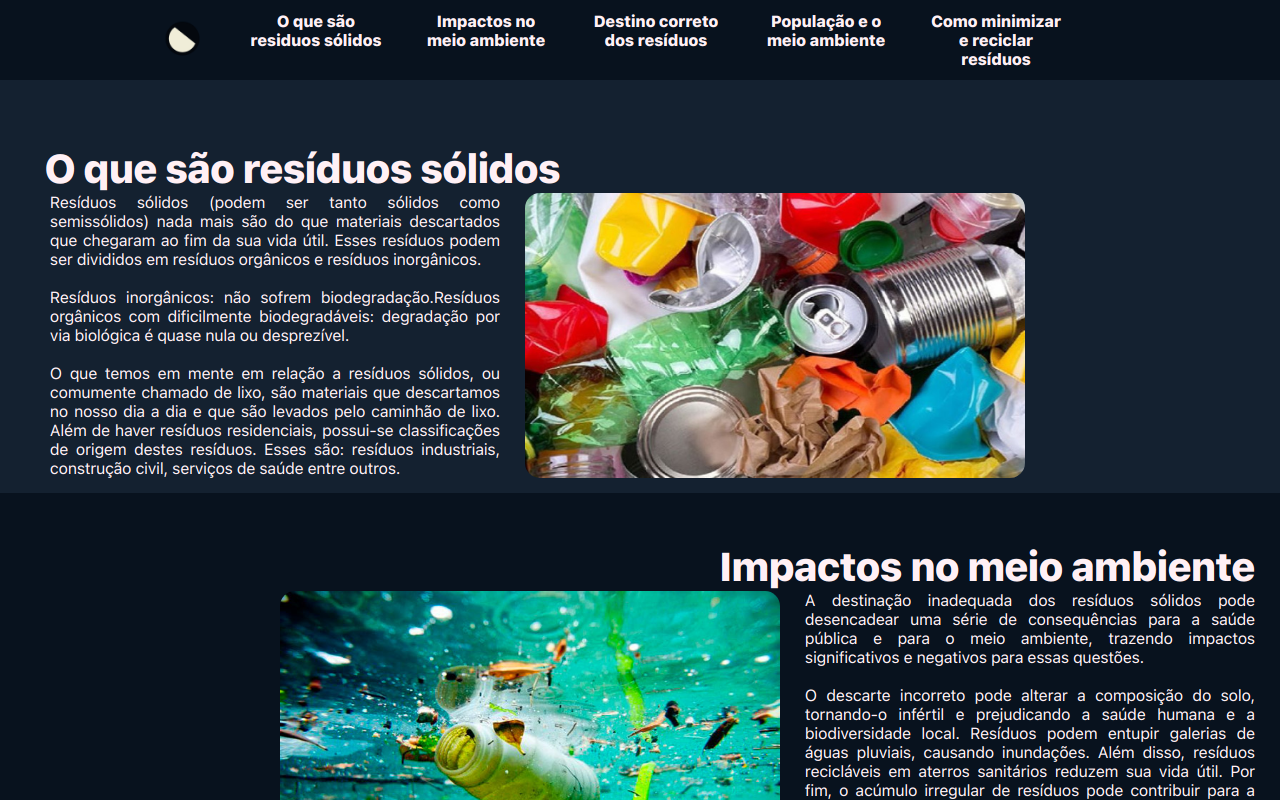 O que são
residuos sólidos
Impactos no
meio ambiente
Destino correto
dos resíduos
População e o
meio ambiente
Como minimizar
e reciclar
resíduos
O que são resíduos sólidos
Resíduos sólidos (podem ser tanto sólidos como
semissólidos) nada mais são do que materiais descartados
que chegaram ao fim da sua vida útil. Esses resíduos podem
ser divididos em resíduos orgânicos e resíduos inorgânicos.
Resíduos inorgânicos: não sofrem biodegradação.Resíduos
orgânicos com dificilmente biodegradáveis: degradação por
via biológica é quase nula ou desprezível.
O que temos em mente em relação a resíduos sólidos, ou
comumente chamado de lixo, são materiais que descartamos
no nosso dia a dia e que são levados pelo caminhão de lixo.
Além de haver resíduos residenciais, possui-se classificações
de origem destes resíduos. Esses são: resíduos industriais,
construção civil, serviços de saúde entre outros.
Impactos no meio ambiente
A destinação inadequada dos resíduos sólidos pode
desencadear uma série de consequências para a saúde
pública e para o meio ambiente, trazendo impactos
significativos e negativos para essas questões.
O descarte incorreto pode alterar a composição do solo,
tornando-o infértil e prejudicando a saúde humana e a
biodiversidade local. Resíduos podem entupir galerias de
águas pluviais, causando inundações. Além disso, resíduos
recicláveis em aterros sanitários reduzem sua vida útil. Por
fim, o acúmulo irregular de resíduos pode contribuir para a